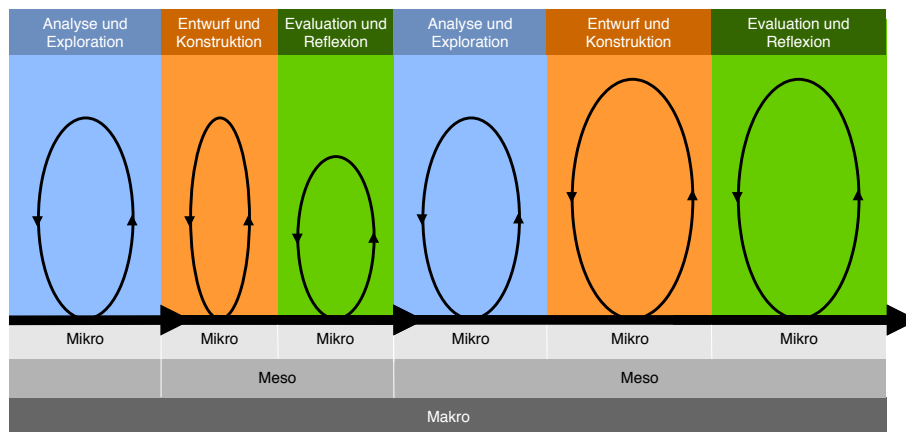 Analyse und
Exploration
Entwurf und
Konstruktion
Evaluation und
Reflexion
Analyse und
Exploration
Entwurf und
Konstruktion
Evaluation und
Reflexion
Mikro
Mikro
Mikro
Mikro
Mikro
Mikro
Meso
Meso
Makro